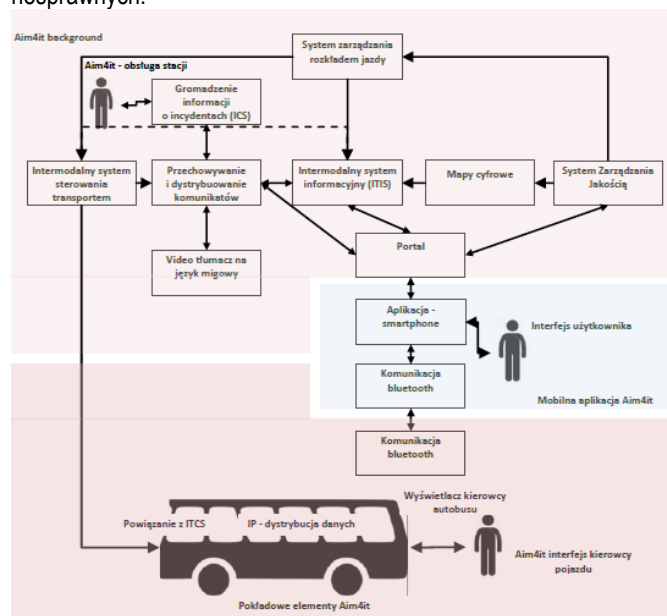 Aim4it background
System zarządzania
rozkładem jazdy
Aim4it - obsługa stacji
Gromadzenie
informacji
o incydentach (ICS)
Intermodalny system
sterowania
transportem
Przechowywanie
i dystrybuowanie
komunikatów
Intermodalny system
informacyjny (ITIS)
Mapy cyfrowe
System Zarządzania
Jakością
Video tłumacz na
język migowy
Portal
Aplikacja -
smartphone
Interfejs użytkownika
Komunikacja
bluetooth
Mobilna aplikacja Aim4it
Komunikacja
bluetooth
Wyświetlacz kierowcy
autobusu
Powiązanie z ITCS
IP - dystrybucja danych
Aim4it interfejs kierowcy
pojazdu
Pokładowe elementy Aim4it